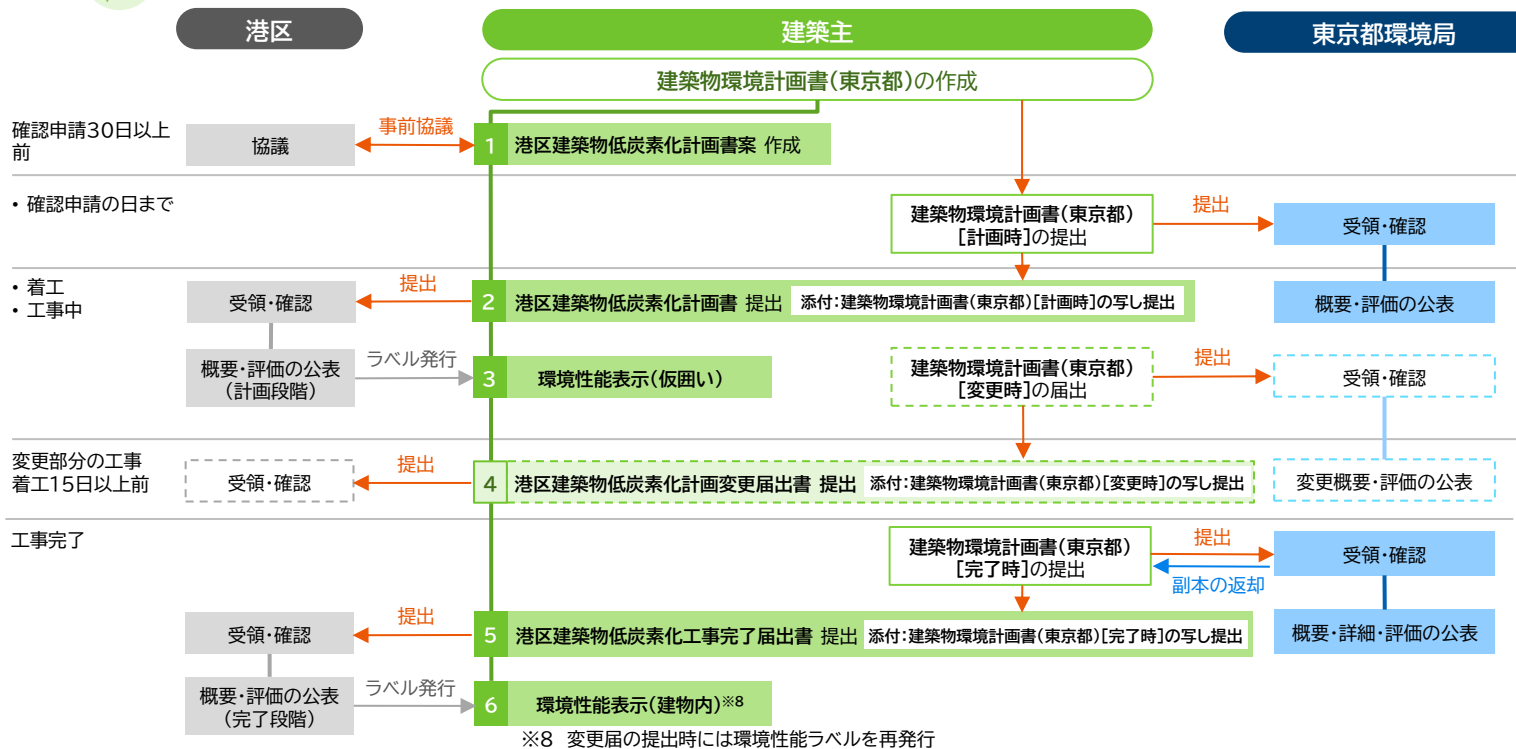 港区
建築主
東京都環境局
建築物環境計画書(東京都)の作成
確認申請30日以上
前
協議
事前協議
1 港区建築物低炭素化計画書案 作成
• 確認申請の日まで
建築物環境計画書(東京都)
[計画時]の提出
提出
受領・確認
• 着工
• 工事中
受領・確認
提出
2 港区建築物低炭素化計画書 提出 添付:建築物環境計画書(東京都)[計画時]の写し提出
概要・評価の公表
概要・評価の公表
(計画段階)
ラベル発行
3 環境性能表示(仮囲い)
建築物環境計画書(東京都)
[変更時]の届出
提出
受領・確認
変更部分の工事
着工15日以上前
受領・確認
提出
4 港区建築物低炭素化計画変更届出書 提出 添付:建築物環境計画書(東京都)[変更時]の写し提出
変更概要・評価の公表
工事完了
建築物環境計画書(東京都)
[完了時]の提出
提出
副本の返却
受領・確認
受領・確認
提出
5 港区建築物低炭素化工事完了届出書 提出 添付:建築物環境計画書(東京都)[完了時]の写し提出
概要・詳細・評価の公表
概要・評価の公表
(完了段階)
ラベル発行
6 環境性能表示(建物内)※8
※8 変更届の提出時には環境性能ラベルを再発行